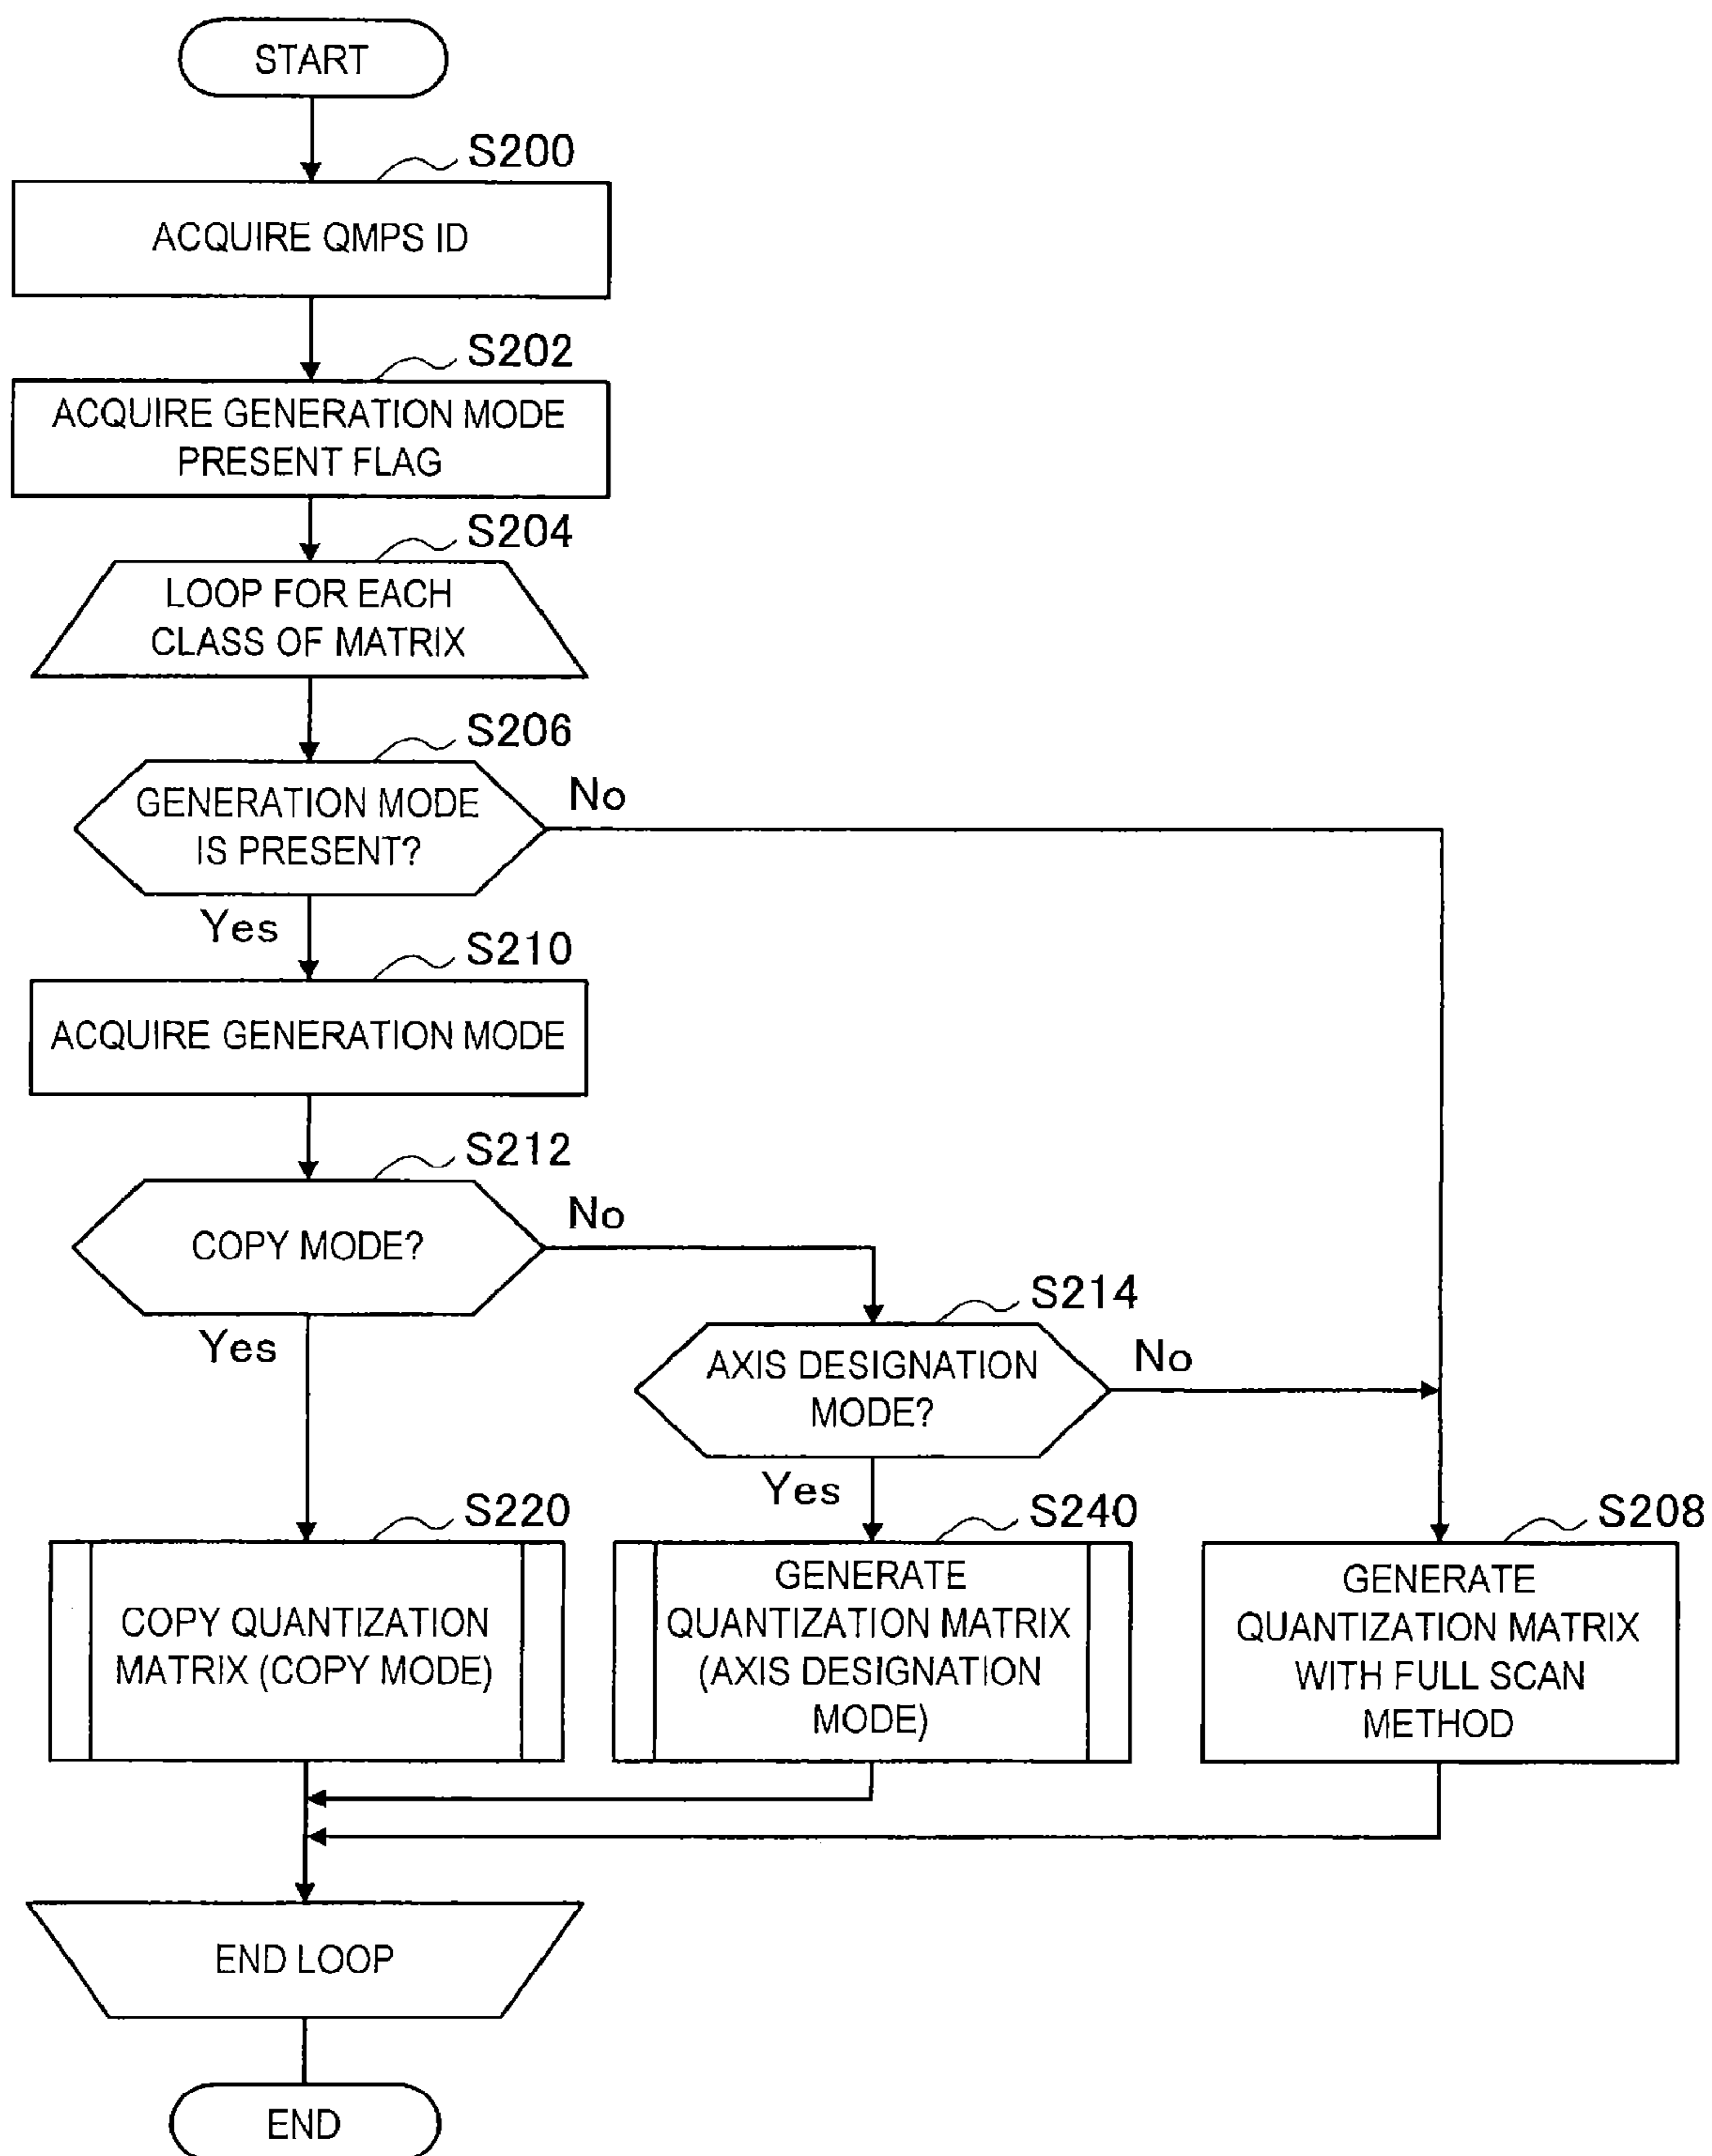 START
S200
ACQUIRE QMPS ID
S202
ACQUIRE GENERATION MODE
PRESENT FLAG
S204
LOOP FOR EACH
CLASS OF MATRIX
S206
GENERATION MODE
IS PRESENT?
No
Yes
S210
ACQUIRE GENERATION MODE
S212
COPY MODE?
No
Yes
S214
AXIS DESIGNATION
MODE?
No
Yes
S220
COPY QUANTIZATION
MATRIX (COPY MODE)
S240
GENERATE
QUANTIZATION MATRIX
(AXIS DESIGNATION
MODE)
S208
GENERATE
QUANTIZATION MATRIX
WITH FULL SCAN
METHOD
END LOOP
END